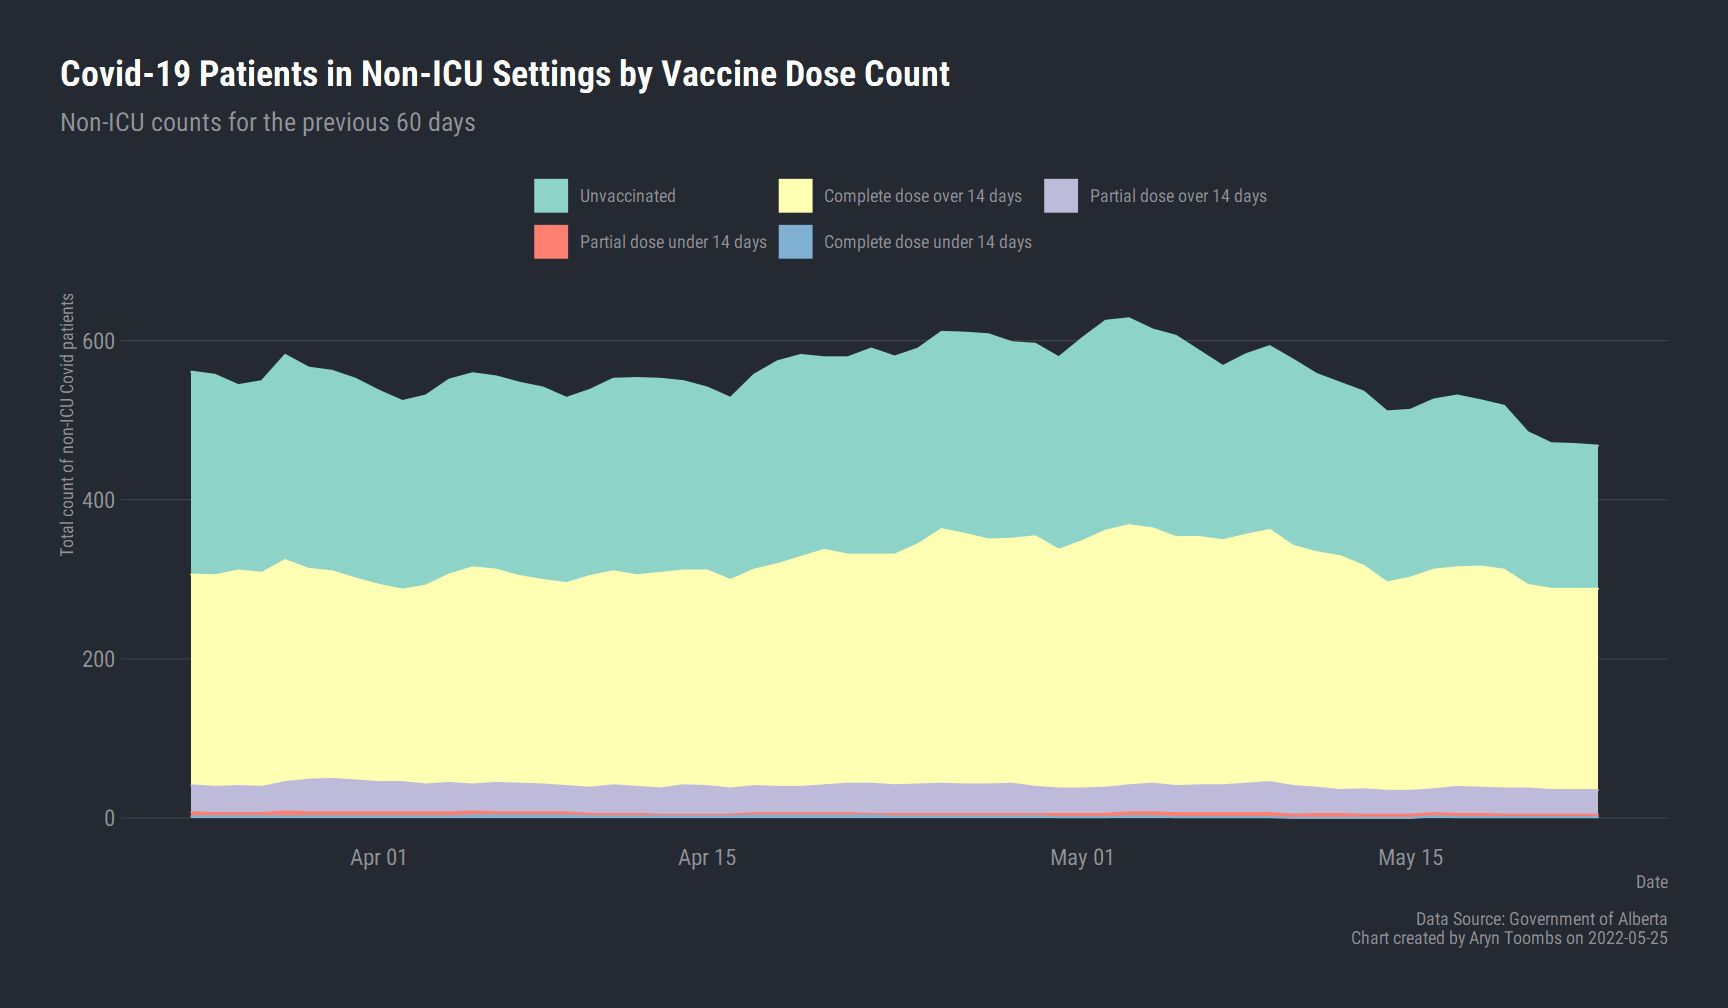 Covid-19 Patients in Non-ICU Settings by Vaccine Dose Count
Non-ICU counts for the previous 60 days
Unvaccinated
Complete dose over 14 days
Partial dose over 14 days
Partial dose under 14 days
Complete dose under 14 days
Total count of non-ICU Covid patients
600
400
200
0
Apr 01
Apr 15
May 01
May 15
Date
Data Source: Government of Alberta
Chart created by Aryn Toombs on 2022-05-25